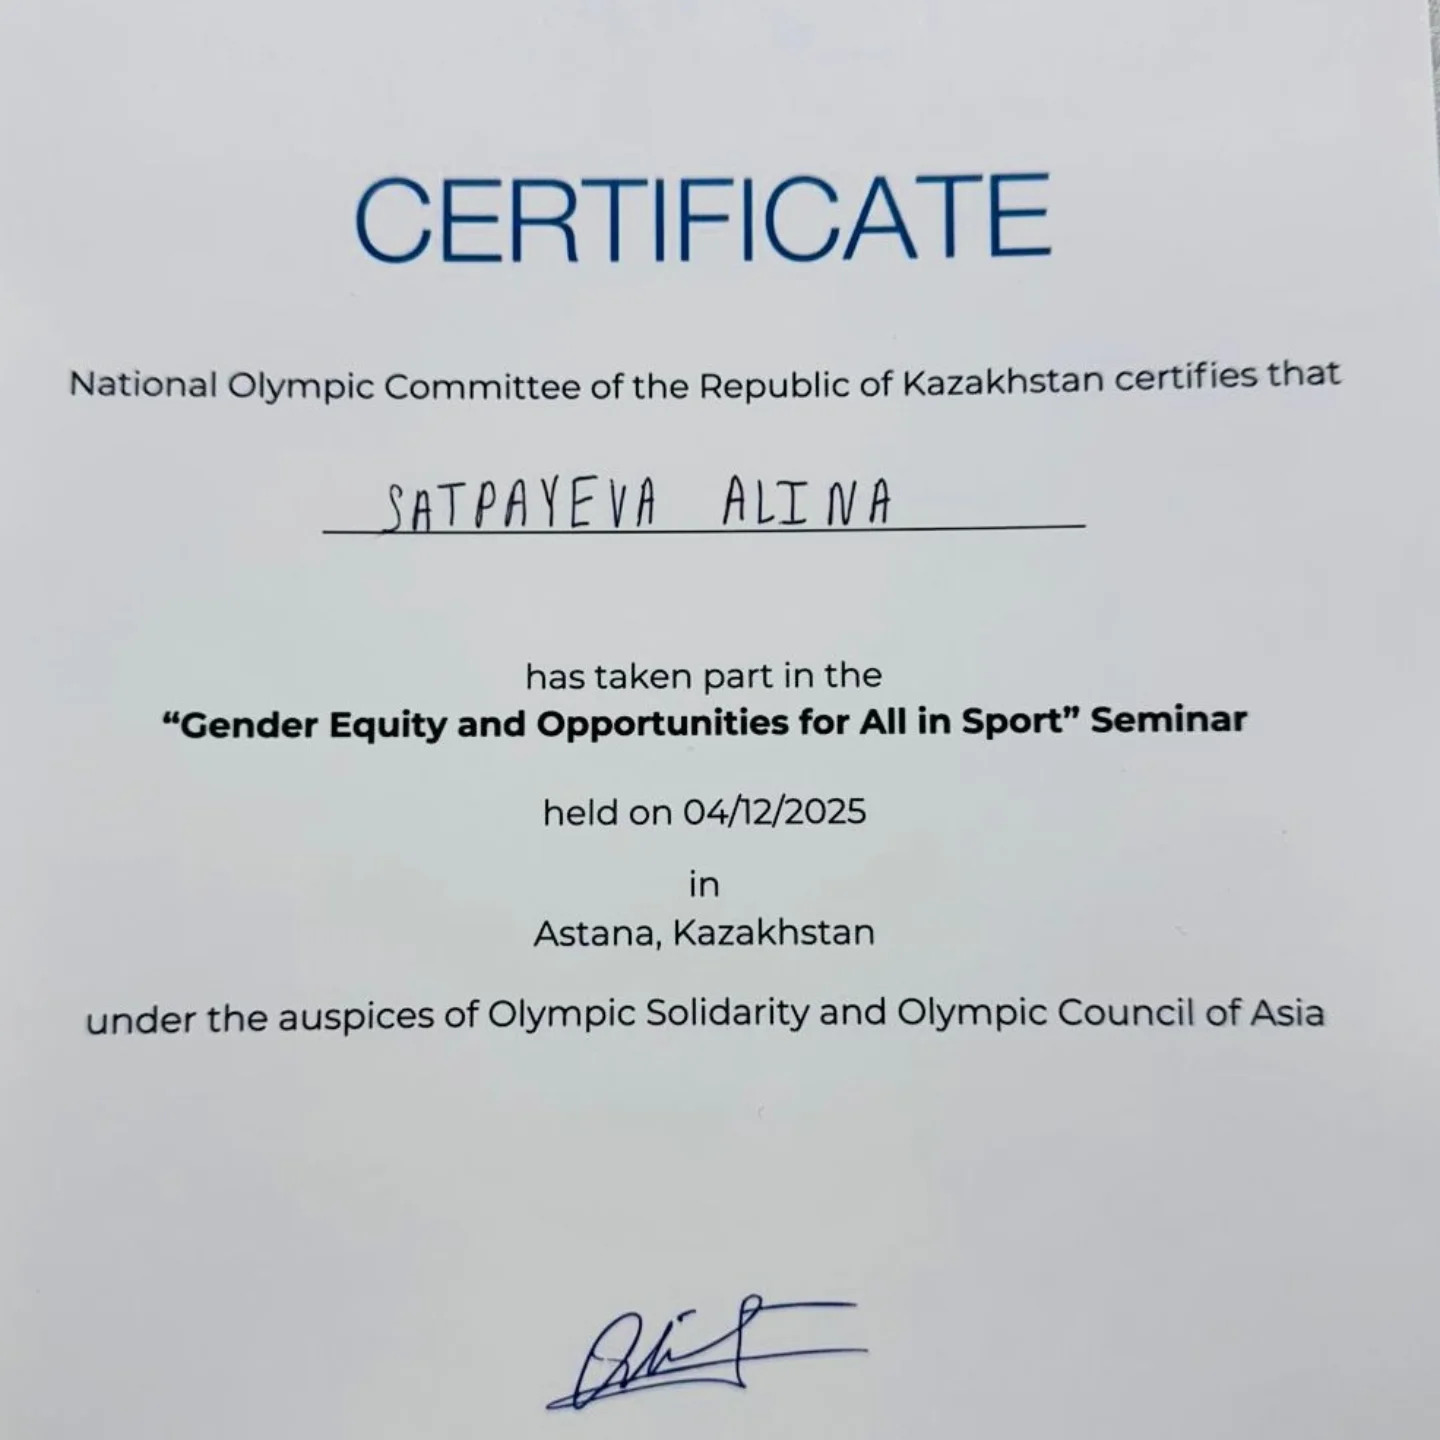 CERTIFICATE
National Olympic Committee of the Republic of Kazakhstan certifies that
SATPAYEVA ALINA
has taken part in the
“Gender Equity and Opportunities for All in Sport” Seminar
held on 04/12/2025
in
Astana, Kazakhstan
under the auspices of Olympic Solidarity and Olympic Council of Asia